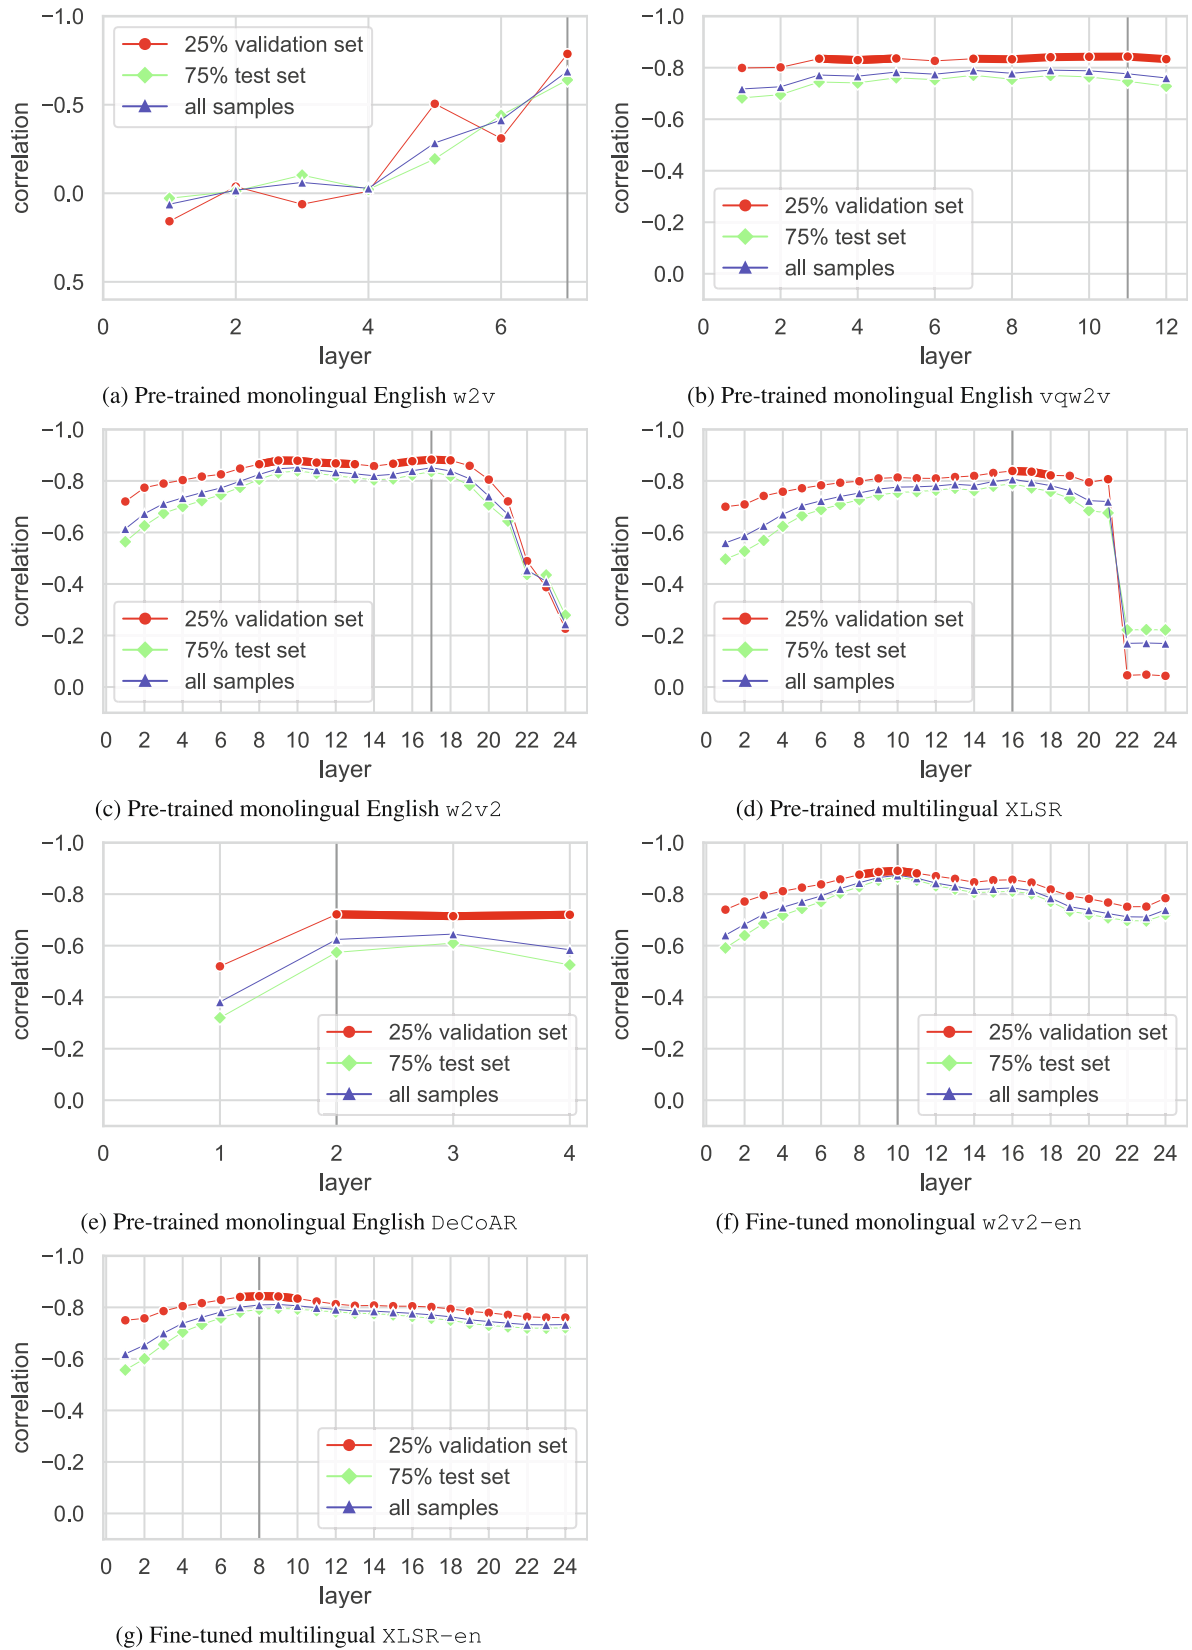 −1.0
−0.5
0.0
0.5
correlation
25% validation set
75% test set
all samples
0 2 4 6
layer
(a) Pre-trained monolingual English w2v
−1.0
−0.8
−0.6
−0.4
−0.2
−0.0
correlation
25% validation set
75% test set
all samples
0 2 4 6 8 10 12
layer
(b) Pre-trained monolingual English vqw2v
−1.0
−0.8
−0.6
−0.4
−0.2
0.0
correlation
25% validation set
75% test set
all samples
0 2 4 6 8 10 12 14 16 18 20 22 24
layer
(c) Pre-trained monolingual English w2v2
−1.0
−0.8
−0.6
−0.4
−0.2
0.0
correlation
25% validation set
75% test set
all samples
0 2 4 6 8 10 12 14 16 18 20 22 24
layer
(d) Pre-trained multilingual XLSR
−1.0
−0.8
−0.6
−0.4
−0.2
0.0
correlation
25% validation set
75% test set
all samples
0 1 2 3 4
layer
(e) Pre-trained monolingual English DeCoAR
−1.0
−0.8
−0.6
−0.4
−0.2
0.0
correlation
25% validation set
75% test set
all samples
0 2 4 6 8 10 12 14 16 18 20 22 24
layer
(f) Fine-tuned monolingual w2v2-en
−1.0
−0.8
−0.6
−0.4
−0.2
0.0
correlation
25% validation set
75% test set
all samples
0 2 4 6 8 10 12 14 16 18 20 22 24
layer
(g) Fine-tuned multilingual XLSR-en